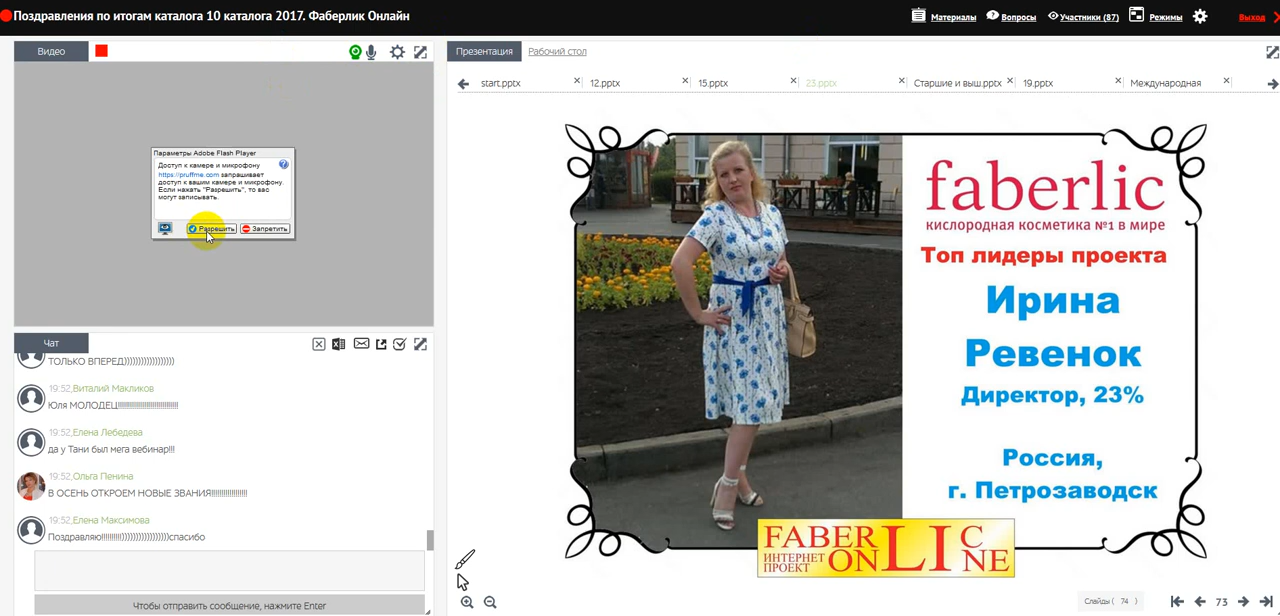 Поздравления по итогам каталога 10 каталога 2017. Фаберлик Онлайн
Материалы
Вопросы
Участники (87)
Режимы
Выход
Видео
Параметры Adobe Flash Player
Доступ к камере и микрофону
https://pruffme.com запрашивает
доступ к вашим камере и микрофону.
Если нажать "Разрешить", то вас
могут записывать.
Разрешить
Запретить
Чат
ТОЛЬКО ВПЕРЕД))))))))))))))))))
19:52, Виталий Макликов
Юля МОЛОДЕЦ!!!!!!!!!!!!!!!!!!!!!!!!!!!!
19:52, Елена Лебедева
да у Тани был мега вебинар!!!
19:52, Ольга Пенина
В ОСЕНЬ ОТКРОЕМ НОВЫЕ ЗВАНИЯ!!!!!!!!!!!!!!!!!
19:52, Елена Максимова
Поздравляю!!!!!!!!!!))))))))))))))))спасибо
Чтобы отправить сообщение, нажмите Enter
Презентация
Рабочий стол
start.pptx
12.pptx
15.pptx
23.pptx
Старшие и выш.pptx
19.pptx
Международная
faberlic
кислородная косметика №1 в мире
Топ лидеры проекта
Ирина
Ревенок
Директор, 23%
Россия,
г. Петрозаводск
FABERLIC
ИНТЕРНЕТ
ПРОЕКТ
ONLINE
Слайды ( 74 )
73